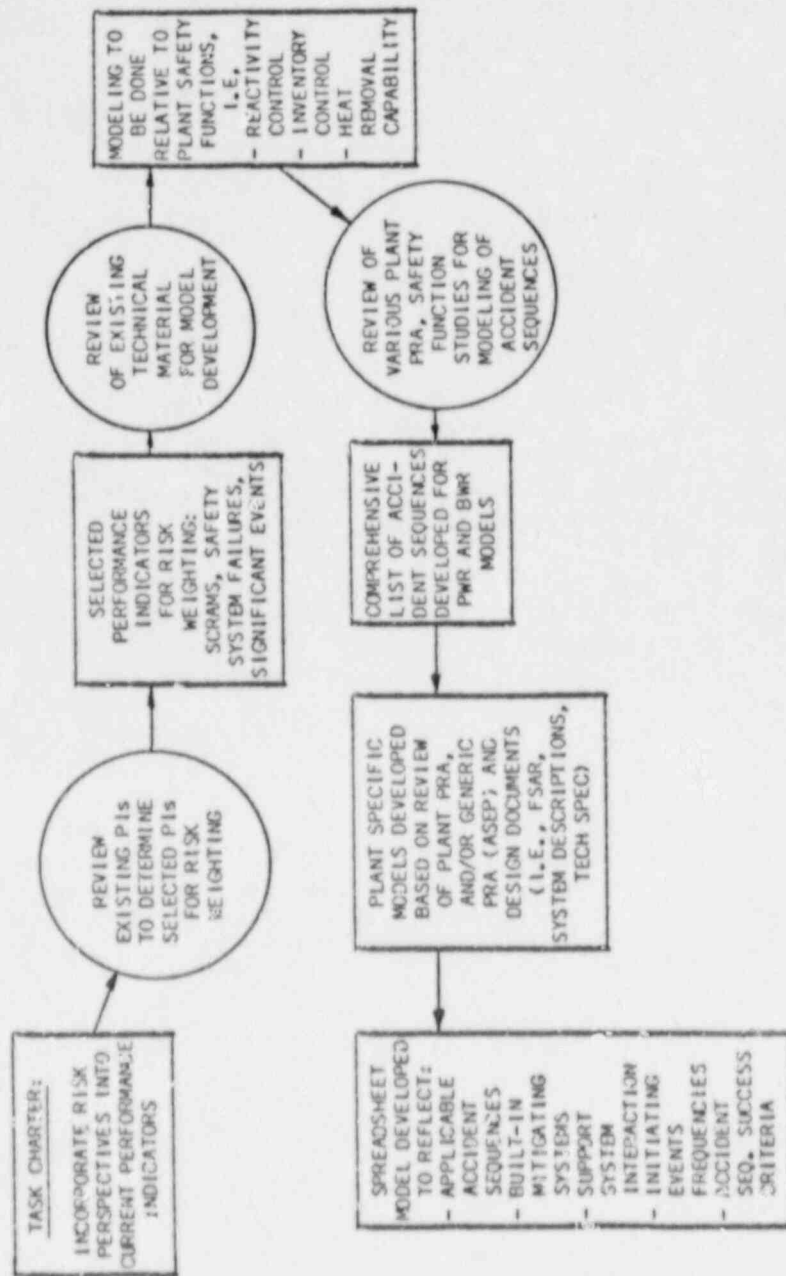 TASK CHARTER:
INCORPORATE RISK
PERSPECTIVES INTO
CURRENT PERFORMANCE
INDICATORS
REVIEW
EXISTING PIs
TO DETERMINE
SELECTED PIs
FOR RISK
WEIGHTING
SELECTED
PERFORMANCE
INDICATORS
FOR RISK
WEIGHTING:
SCRAMS, SAFETY
SYSTEM FAILURES,
SIGNIFICANT EVENTS
REVIEW
OF EXISTING
TECHNICAL
MATERIAL
FOR MODEL
DEVELOPMENT
MODELING TO
BE DONE
RELATIVE TO
PLANT SAFETY
FUNCTIONS,
I.E.
- REACTIVITY
CONTROL
- INVENTORY
CONTROL
- HEAT
REMOVAL
CAPABILITY
REVIEW OF
VARIOUS PLANT
PRA, SAFETY
FUNCTION
STUDIES FOR
MODELING OF
ACCIDENT
SEQUENCES
COMPREHENSIVE
LIST OF ACCI-
DENT SEQUENCES
DEVELOPED FOR
PWR AND BWR
MODELS
PLANT SPECIFIC
MODELS DEVELOPED
BASED ON REVIEW
OF PLANT PRA,
AND/OR GENERIC
PRA (ASEP) AND
DESIGN DOCUMENTS
(I.E., FSAR,
SYSTEM DESCRIPTIONS,
TECH SPEC)
SPREADSHEET
MODEL DEVELOPED
TO REFLECT:
- APPLICABLE
ACCIDENT
SEQUENCES
- BUILT-IN
MITIGATING
SYSTEMS
- SUPPORT
SYSTEM
INTERACTION
- INITIATING
EVENTS
FREQUENCIES
- ACCIDENT
SEQ. SUCCESS
CRITERIA